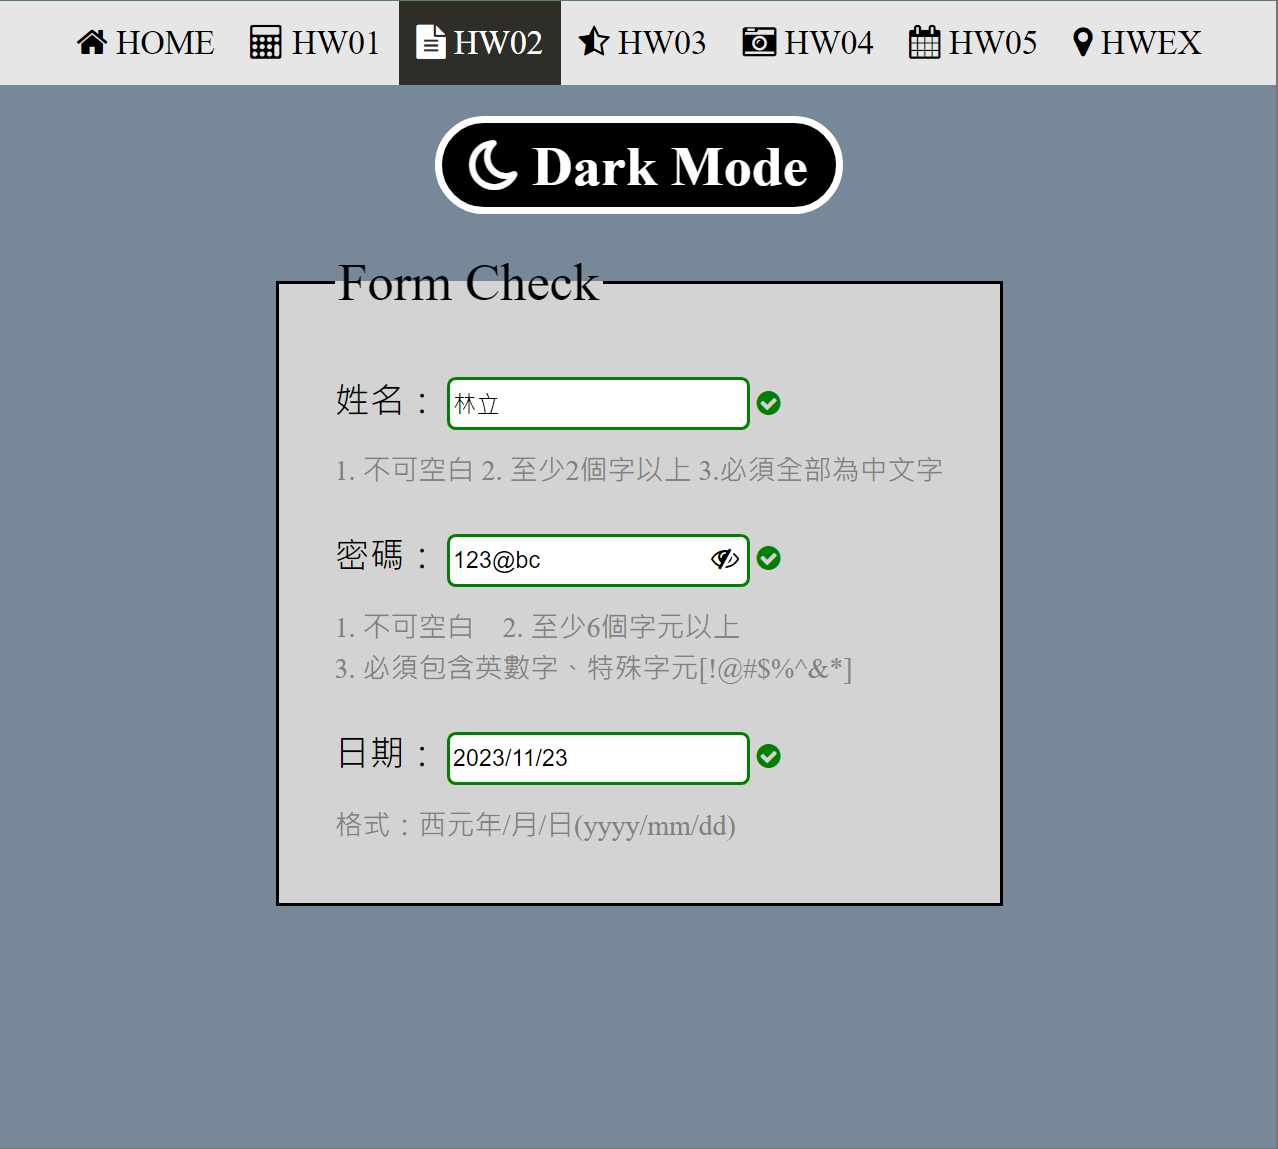 HOME HW01 HW02 HW03 HW04 HW05 HWEX
Dark Mode
Form Check
姓名： 林立
1. 不可空白 2. 至少2個字以上 3.必須全部為中文字
密碼： 123@bc
1. 不可空白　2. 至少6個字元以上
3. 必須包含英數字、特殊字元[!@#$%^&*]
日期： 2023/11/23
格式：西元年/月/日(yyyy/mm/dd)